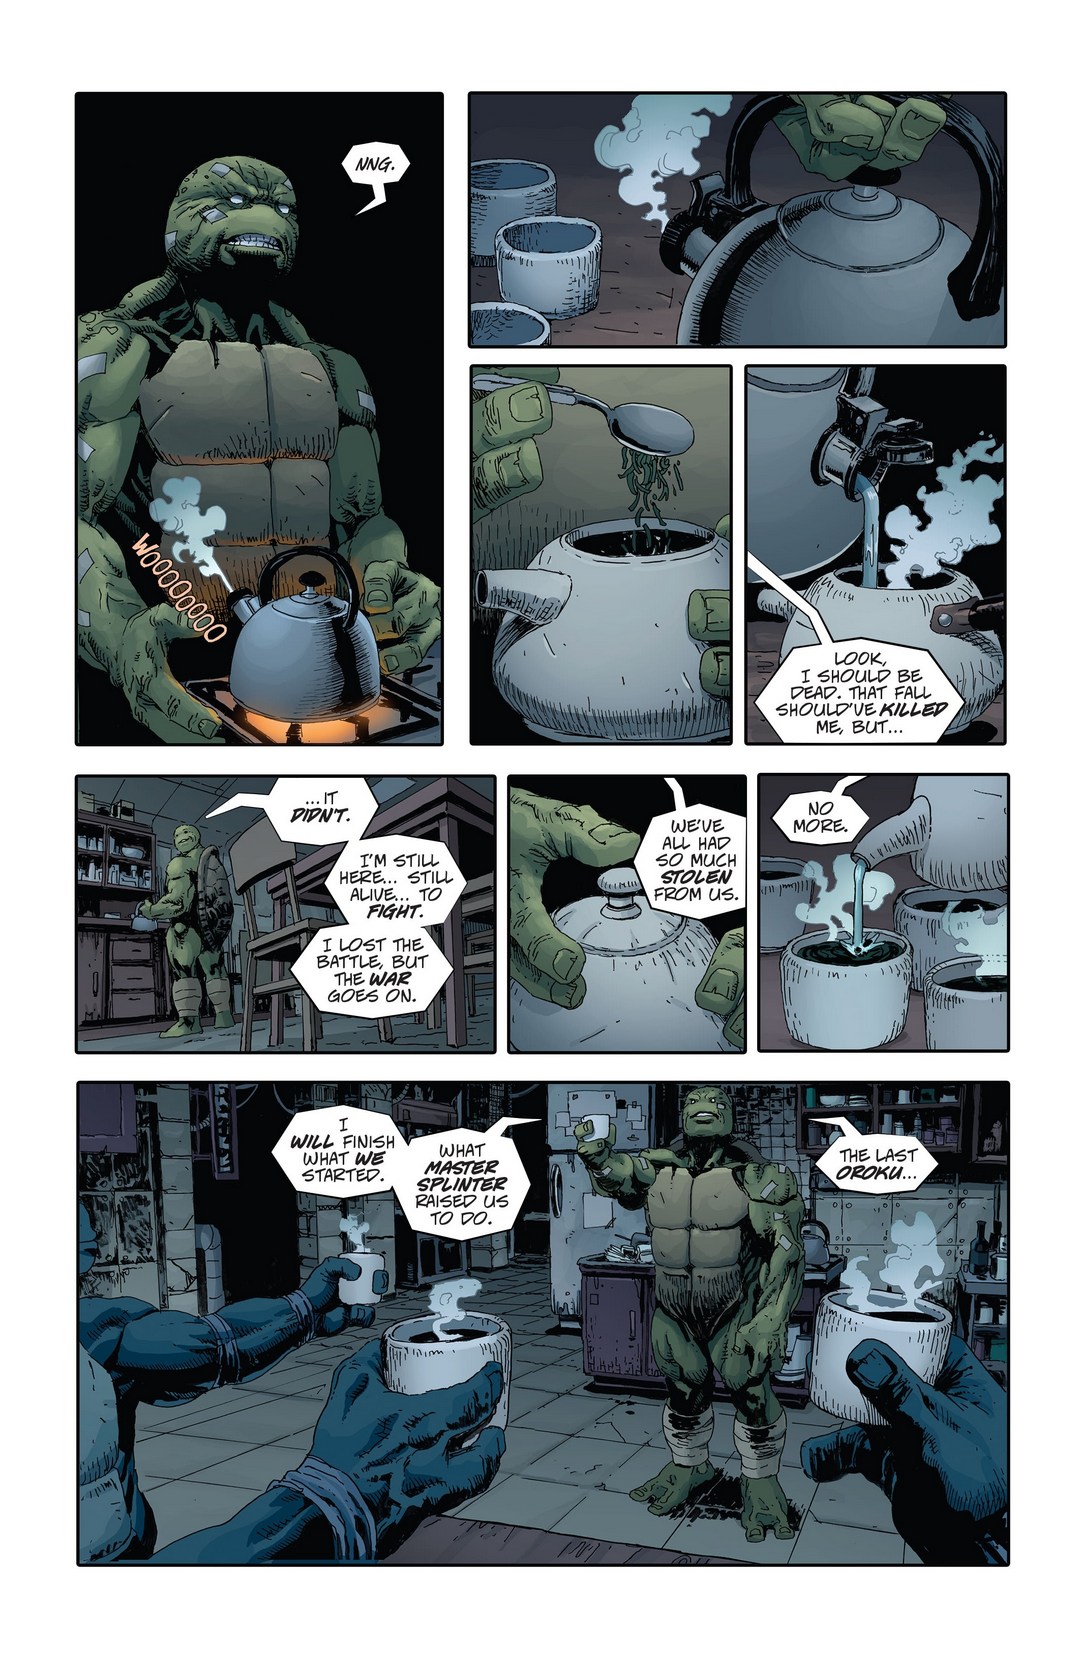 NNG.
WOOOOOOOO
LOOK,
I SHOULD BE
DEAD. THAT FALL
SHOULD'VE KILLED
ME, BUT...
...IT
DIDN'T.
I'M STILL
HERE... STILL
ALIVE... TO
FIGHT.
I LOST THE
BATTLE, BUT
THE WAR
GOES ON.
WE'VE
ALL HAD
SO MUCH
STOLEN
FROM US.
NO
MORE.
I
WILL FINISH
WHAT WE
STARTED.
WHAT
MASTER
SPLINTER
RAISED US
TO DO.
THE LAST
OROKU...